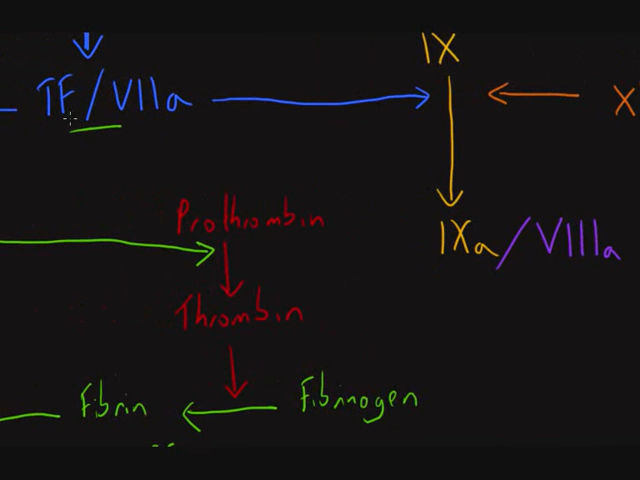 IX
TF/VIIa
X
Prothrombin
IXa/VIIIa
Thrombin
Fibrin
Fibrinogen